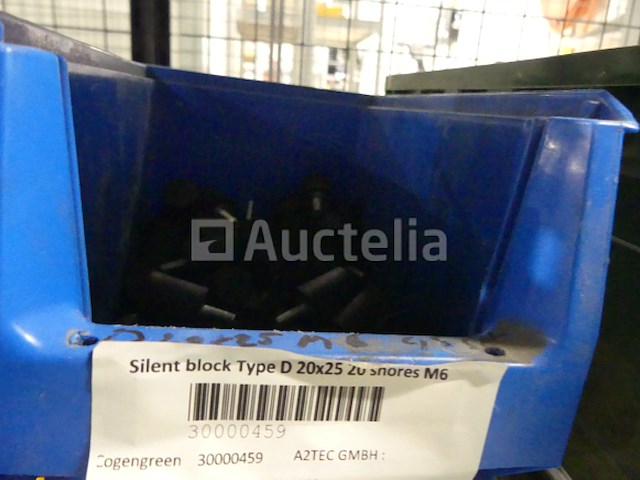 Auctelia
Silent block Type D 20x25 20 shores M6
30000459
Cogengreen 30000459 A2TEC GMBH :